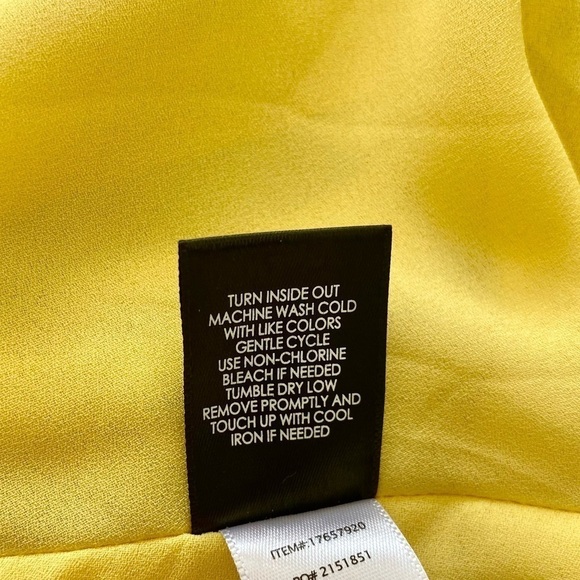 TURN INSIDE OUT
MACHINE WASH COLD
WITH LIKE COLORS
GENTLE CYCLE
USE NON-CHLORINE
BLEACH IF NEEDED
TUMBLE DRY LOW
REMOVE PROMPTLY AND
TOUCH UP WITH COOL
IRON IF NEEDED
ITEM#:17657920
PO# 2151851